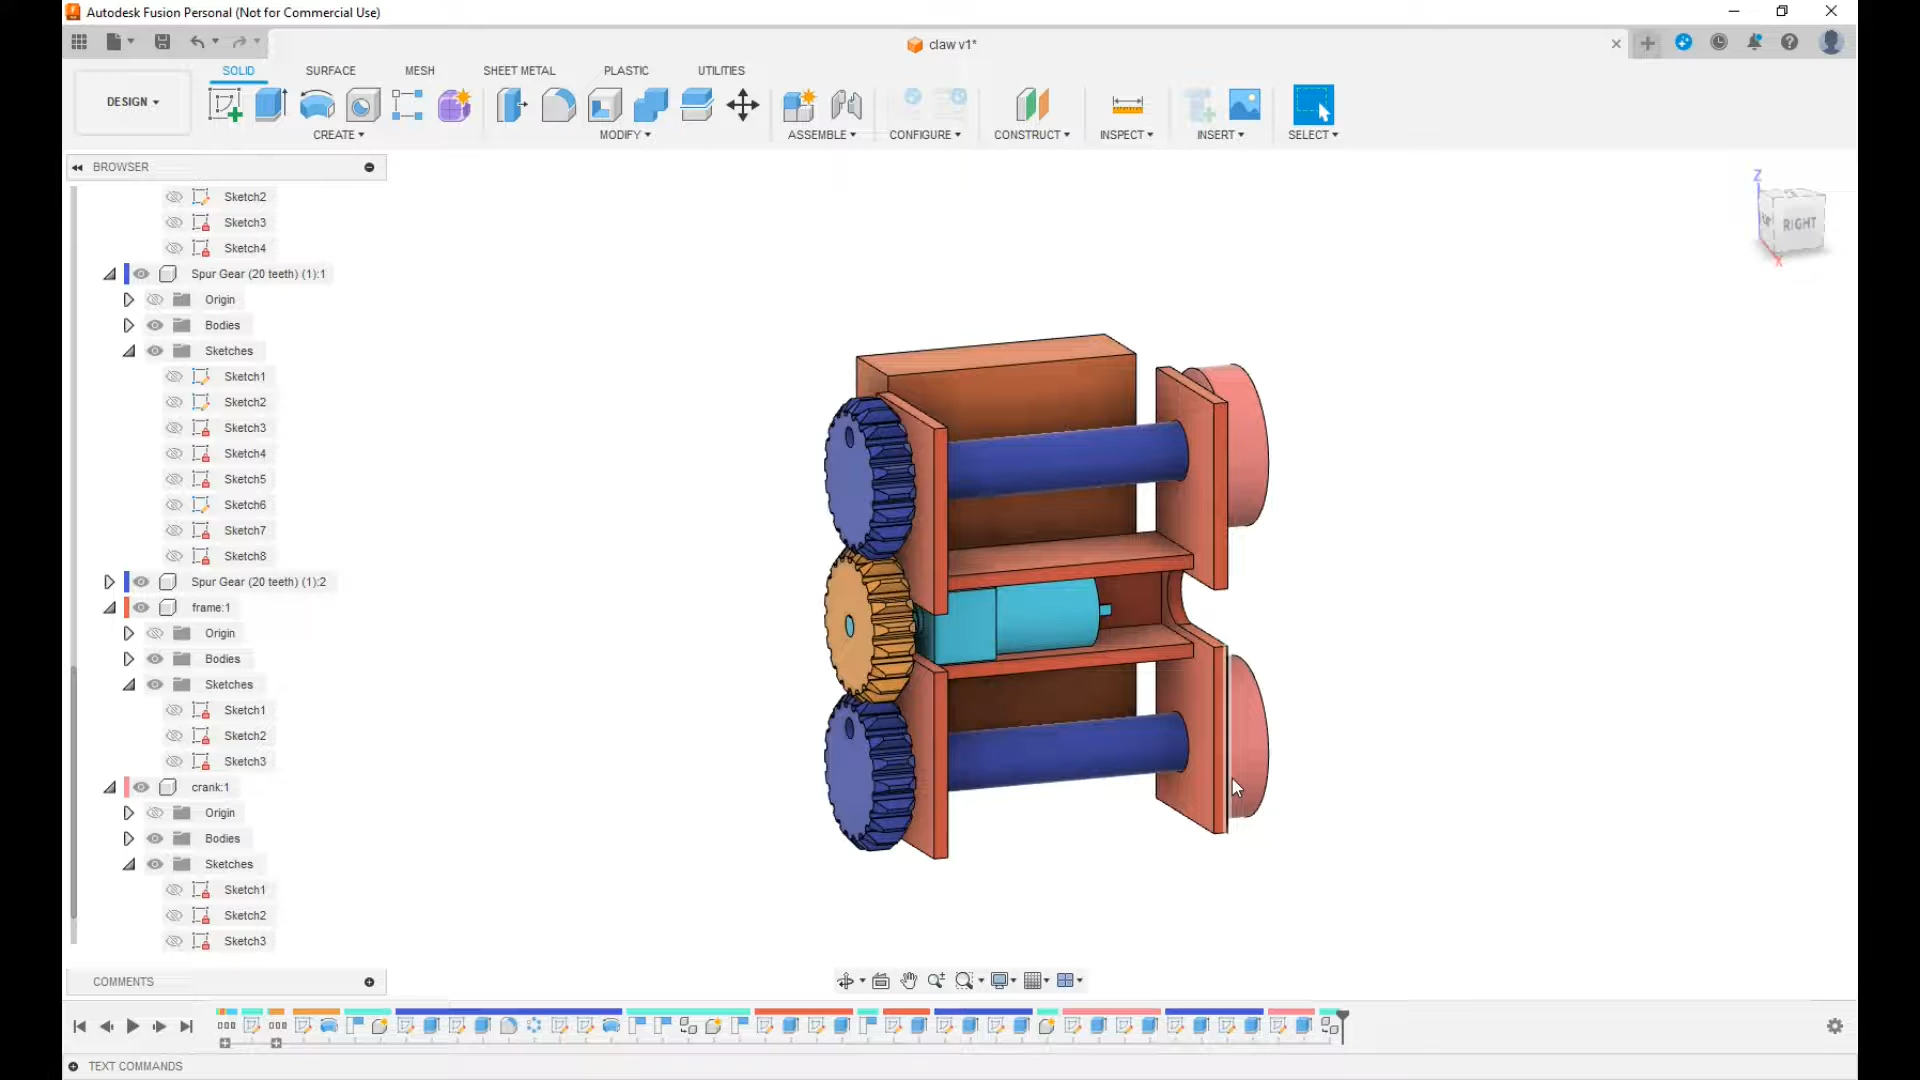 Autodesk Fusion Personal (Not for Commercial Use)
claw v1*
SOLID
SURFACE
MESH
SHEET METAL
PLASTIC
UTILITIES
DESIGN
CREATE
MODIFY
ASSEMBLE
CONFIGURE
CONSTRUCT
INSPECT
INSERT
SELECT
BROWSER
Sketch2
Sketch3
Sketch4
Spur Gear (20 teeth) (1):1
Origin
Bodies
Sketches
Sketch1
Sketch2
Sketch3
Sketch4
Sketch5
Sketch6
Sketch7
Sketch8
Spur Gear (20 teeth) (1):2
frame:1
Origin
Bodies
Sketches
Sketch1
Sketch2
Sketch3
crank:1
Origin
Bodies
Sketches
Sketch1
Sketch2
Sketch3
Z
RIGHT
X
COMMENTS
TEXT COMMANDS